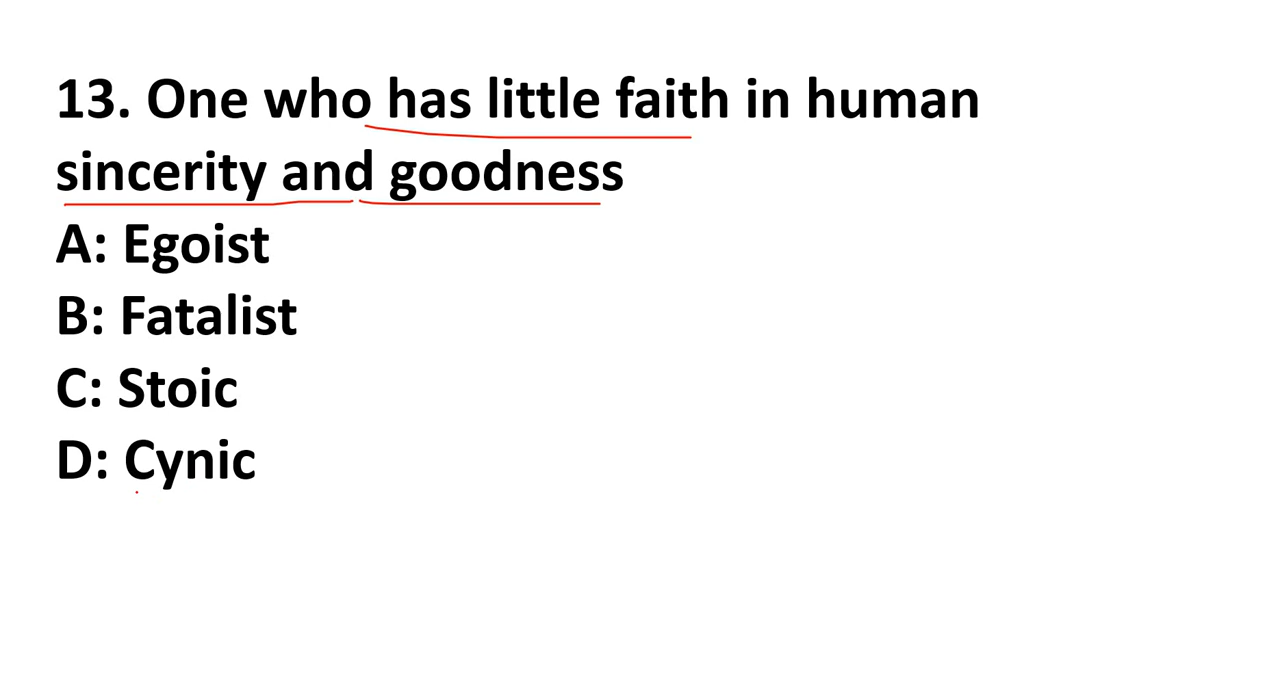 13. One who has little faith in human
sincerity and goodness
A: Egoist
B: Fatalist
C: Stoic
D: Cynic